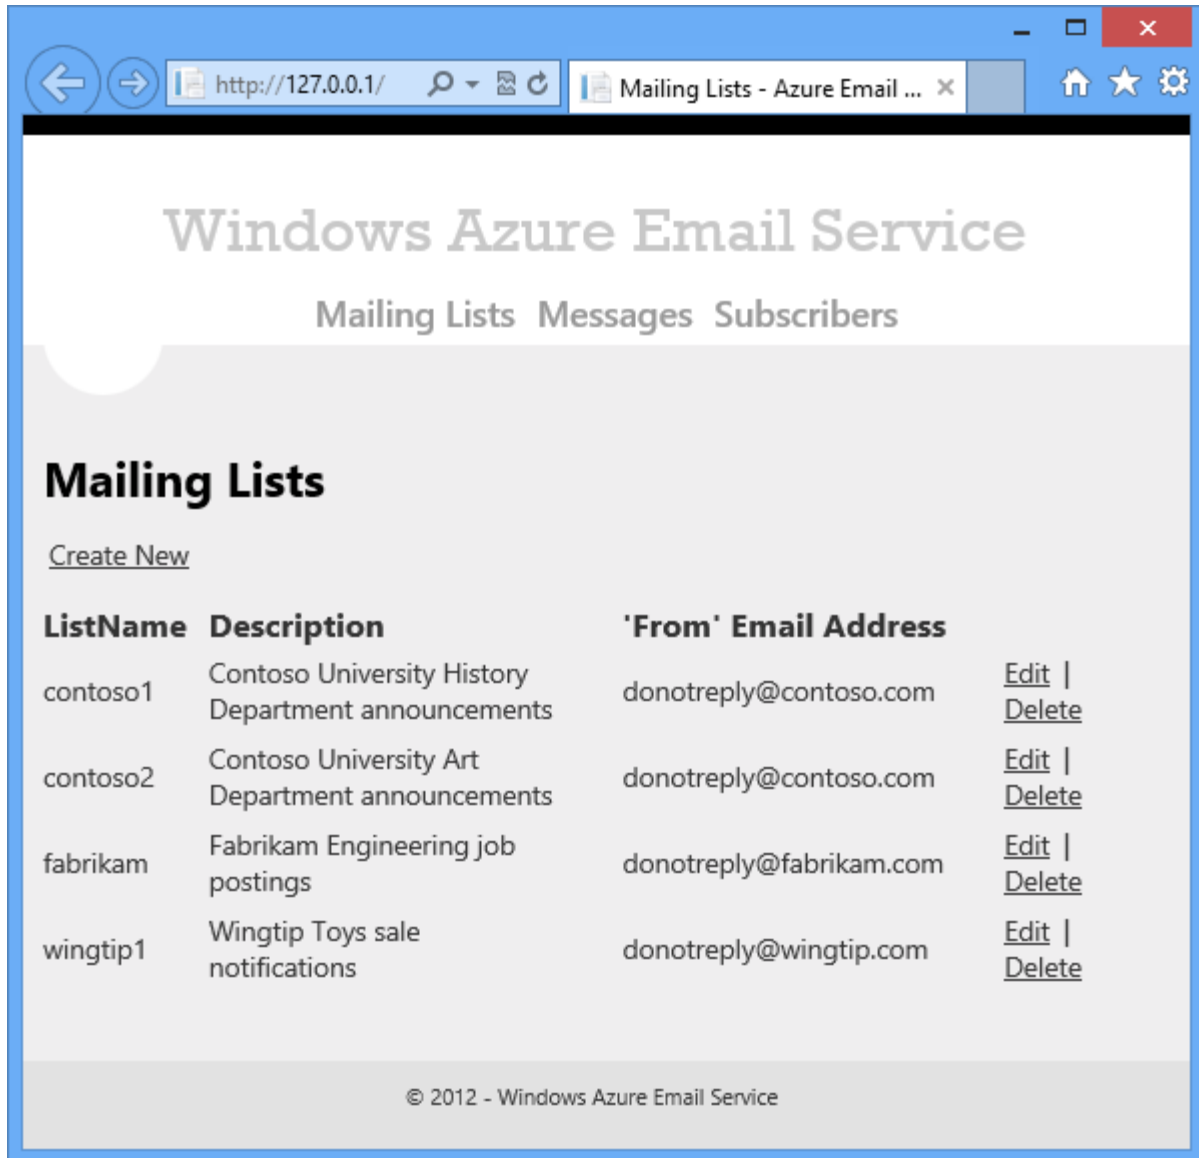 http://127.0.0.1/
Mailing Lists - Azure Email ...
Windows Azure Email Service
Mailing Lists Messages Subscribers
Mailing Lists
Create New
ListName Description 'From' Email Address
contoso1 Contoso University History Department announcements donotreply@contoso.com Edit | Delete
contoso2 Contoso University Art Department announcements donotreply@contoso.com Edit | Delete
fabrikam Fabrikam Engineering job postings donotreply@fabrikam.com Edit | Delete
wingtip1 Wingtip Toys sale notifications donotreply@wingtip.com Edit | Delete
© 2012 - Windows Azure Email Service